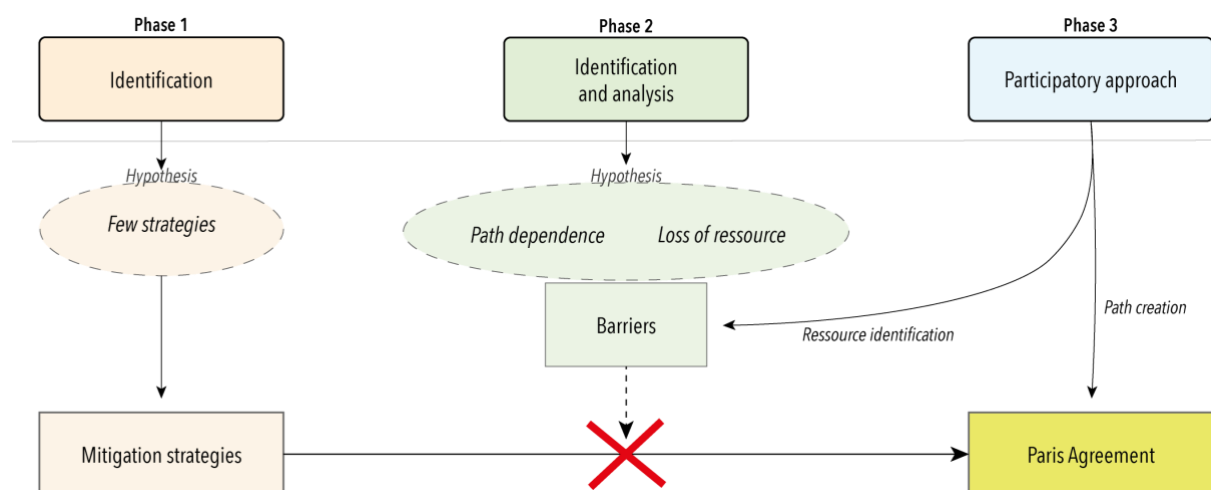 Phase 1
Phase 2
Phase 3
Identification
Identification
and analysis
Participatory approach
Hypothesis
Hypothesis
Few strategies
Path dependence
Loss of ressource
Path creation
Barriers
Ressource identification
Mitigation strategies
Paris Agreement